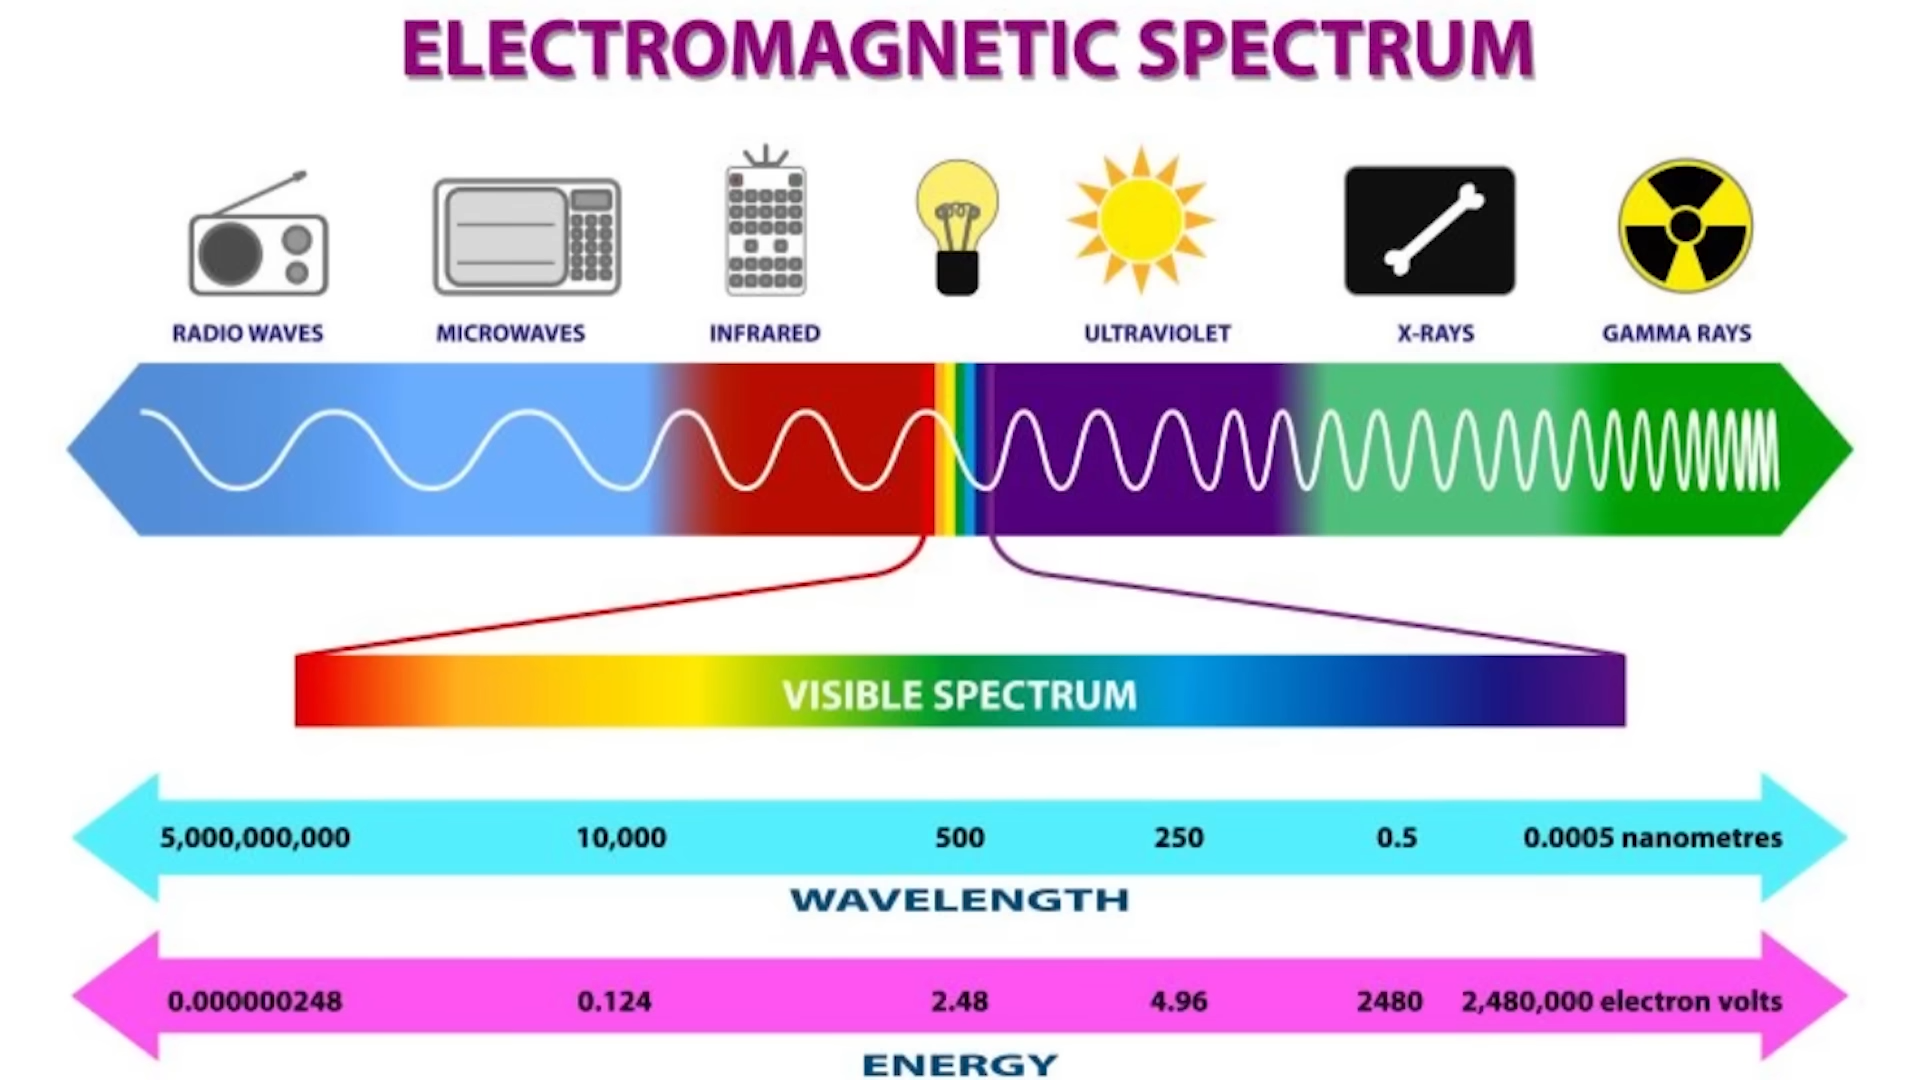 ELECTROMAGNETIC SPECTRUM
RADIO WAVES MICROWAVES INFRARED ULTRAVIOLET X-RAYS GAMMA RAYS
VISIBLE SPECTRUM
5,000,000,000 10,000 500 250 0.5 0.0005 nanometres
WAVELENGTH
0.000000248 0.124 2.48 4.96 2480 2,480,000 electron volts
ENERGY